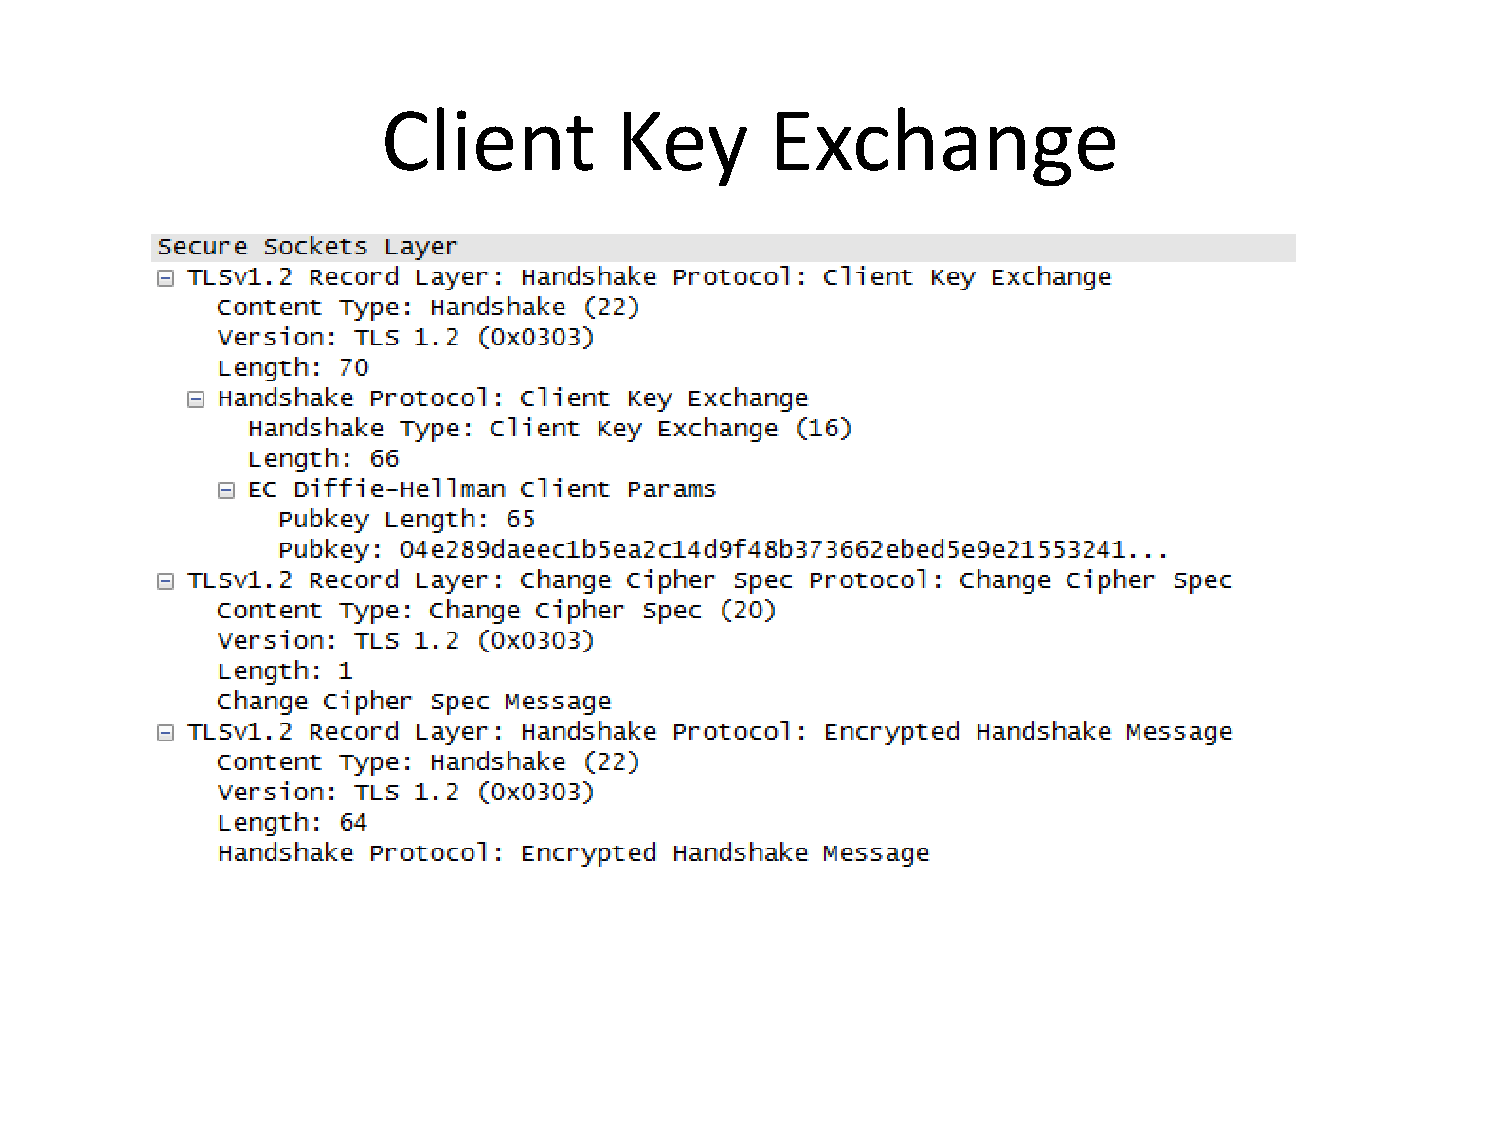 Client Key Exchange
Secure Sockets Layer
TLSv1.2 Record Layer: Handshake Protocol: Client Key Exchange
Content Type: Handshake (22)
Version: TLS 1.2 (0x0303)
Length: 70
Handshake Protocol: Client Key Exchange
Handshake Type: Client Key Exchange (16)
Length: 66
EC Diffie-Hellman Client Params
Pubkey Length: 65
Pubkey: 04e289daeec1b5ea2c14d9f48b373662ebed5e9e21553241...
TLSv1.2 Record Layer: Change Cipher Spec Protocol: Change Cipher Spec
Content Type: Change Cipher Spec (20)
Version: TLS 1.2 (0x0303)
Length: 1
Change Cipher Spec Message
TLSv1.2 Record Layer: Handshake Protocol: Encrypted Handshake Message
Content Type: Handshake (22)
Version: TLS 1.2 (0x0303)
Length: 64
Handshake Protocol: Encrypted Handshake Message